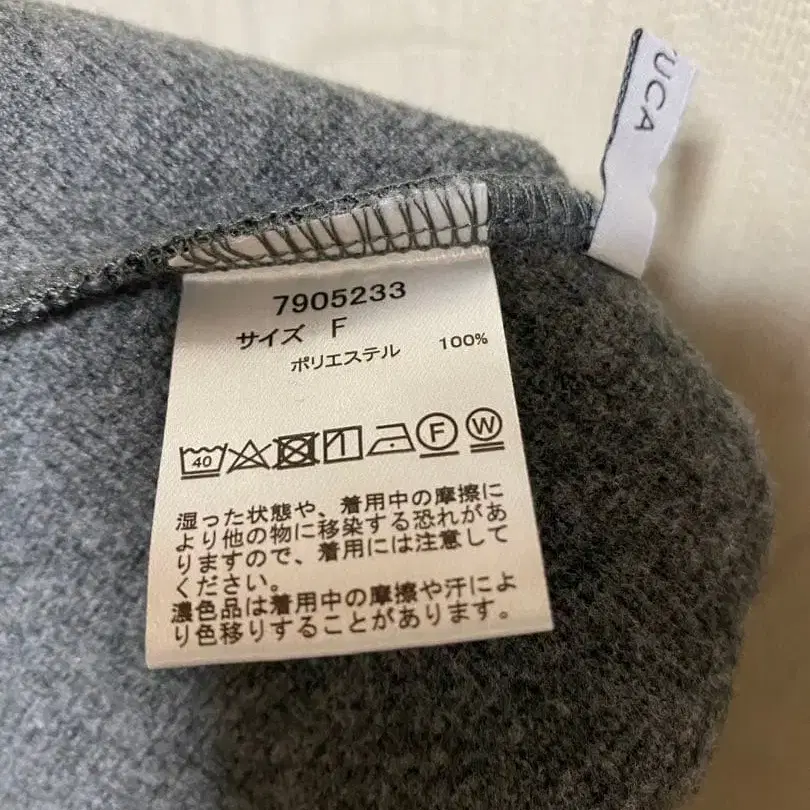 UCA
7905233
サイズ F
ポリエステル 100%
40
F
W
湿った状態や、着用中の摩擦に
より他の物に移染する恐れがあ
りますので、着用には注意して
ください。
濃色品は着用中の摩擦や汗によ
り色移りすることがあります。